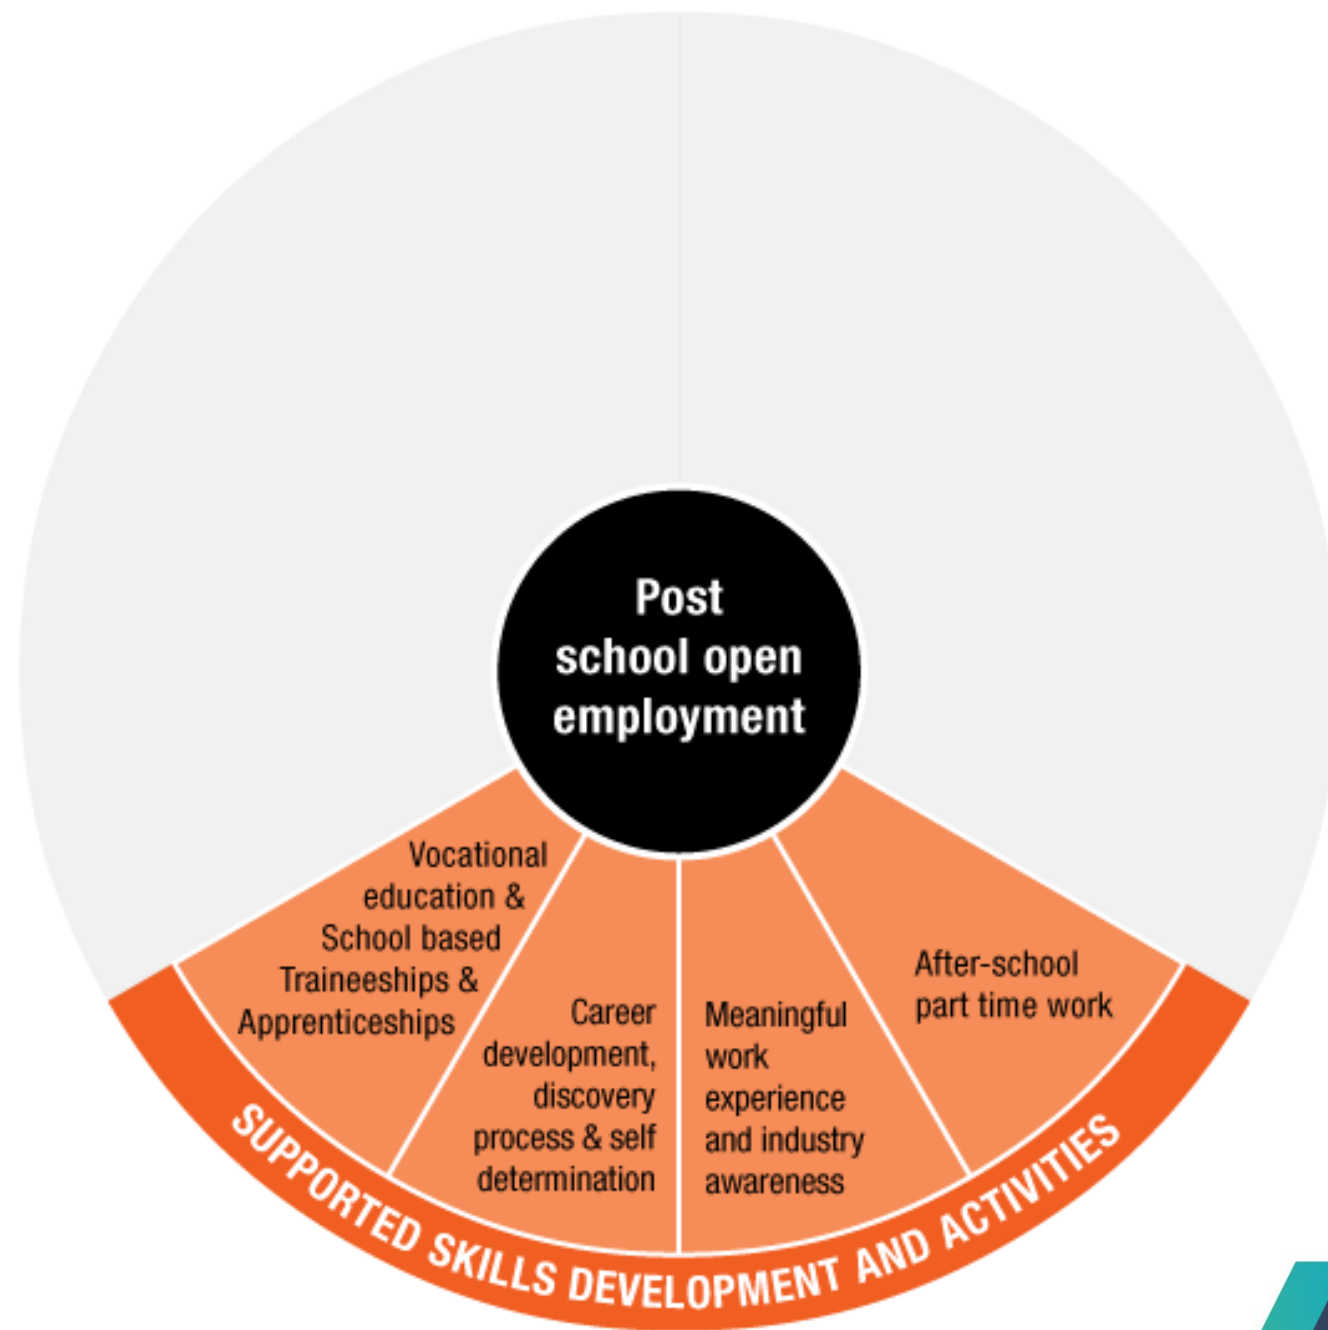 Post
school open
employment
Vocational
education &
School based
Traineeships &
Apprenticeships
Career
development,
discovery
process & self
determination
Meaningful
work
experience
and industry
awareness
After-school
part time work
SUPPORTED SKILLS DEVELOPMENT AND ACTIVITIES